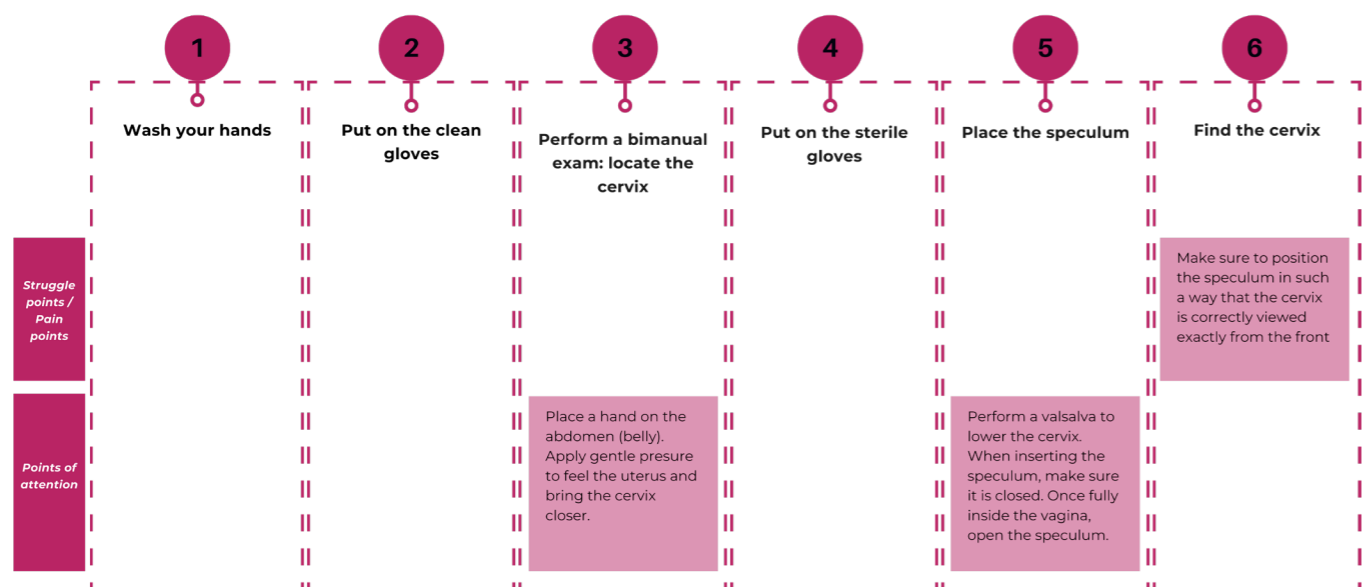 1
Wash your hands
2
Put on the clean
gloves
3
Perform a bimanual
exam: locate the
cervix
4
Put on the sterile
gloves
5
Place the speculum
6
Find the cervix
Struggle
points /
Pain
points
Make sure to position
the speculum in such
a way that the cervix
is correctly viewed
exactly from the front
Points of
attention
Place a hand on the
abdomen (belly).
Apply gentle presure
to feel the uterus and
bring the cervix
closer.
Perform a valsalva to
lower the cervix.
When inserting the
speculum, make sure
it is closed. Once fully
inside the vagina,
open the speculum.